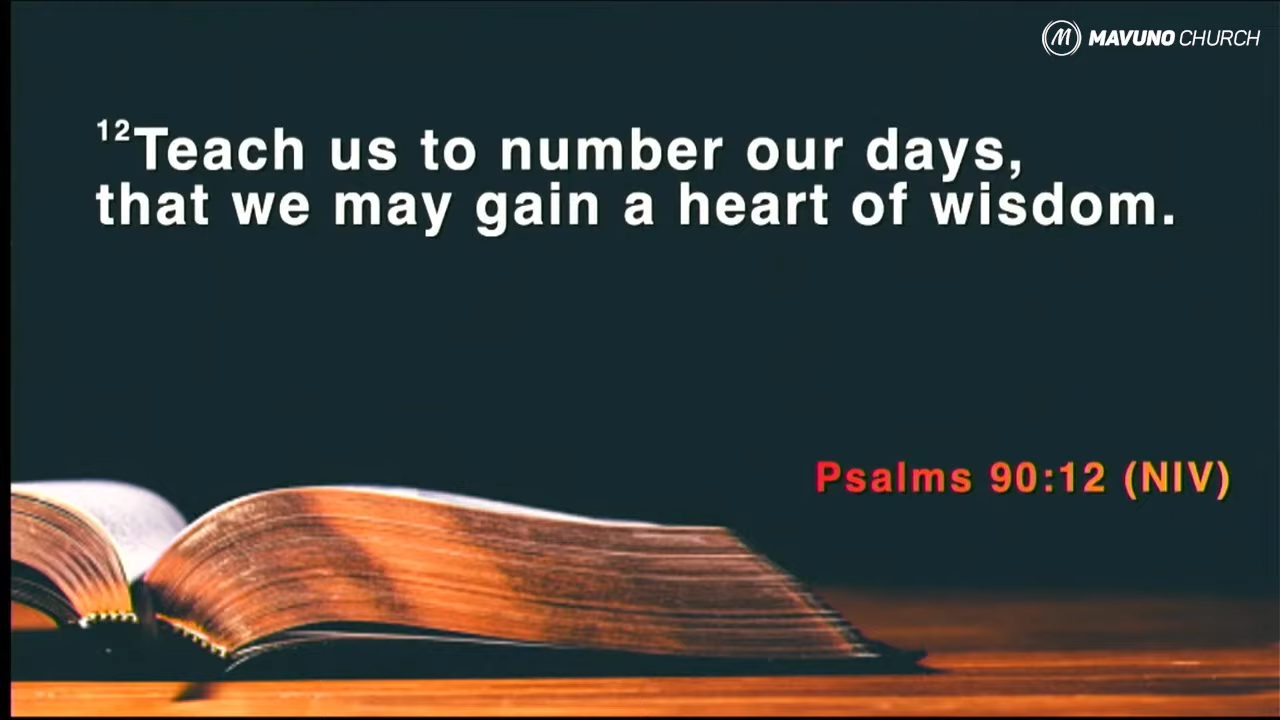 MAVUNO CHURCH
12Teach us to number our days,
that we may gain a heart of wisdom.
Psalms 90:12 (NIV)